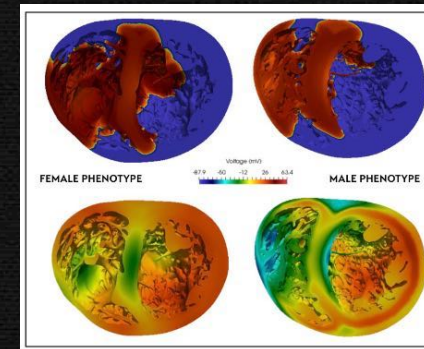 Voltage (mV)
-87.9 -50 -12 26 63.4
FEMALE PHENOTYPE
MALE PHENOTYPE